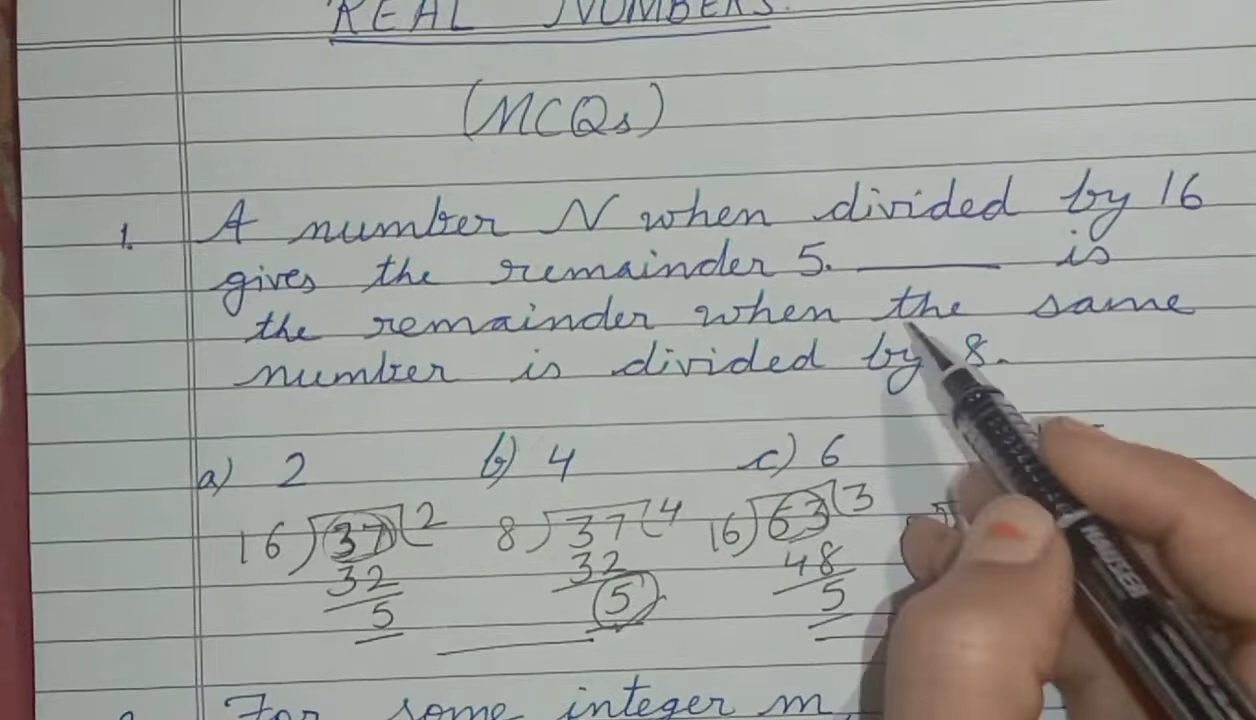 REAL NUMBERS.
(MCQs)
1. A number N when divided by 16
gives the remainder 5. ______ is
the remainder when the same
number is divided by 8.
a) 2 b) 4 c) 6
16)37(2 8)37(4 16)63(3
32 32 48
5 5 5
For some integer m,
HAUSER